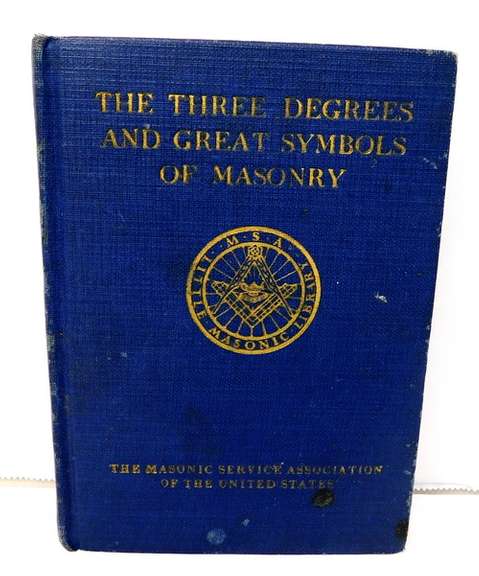 THE THREE DEGREES
AND GREAT SYMBOLS
OF MASONRY
· M · S · A ·
LITTLE MASONIC LIBRARY
THE MASONIC SERVICE ASSOCIATION
OF THE UNITED STATES